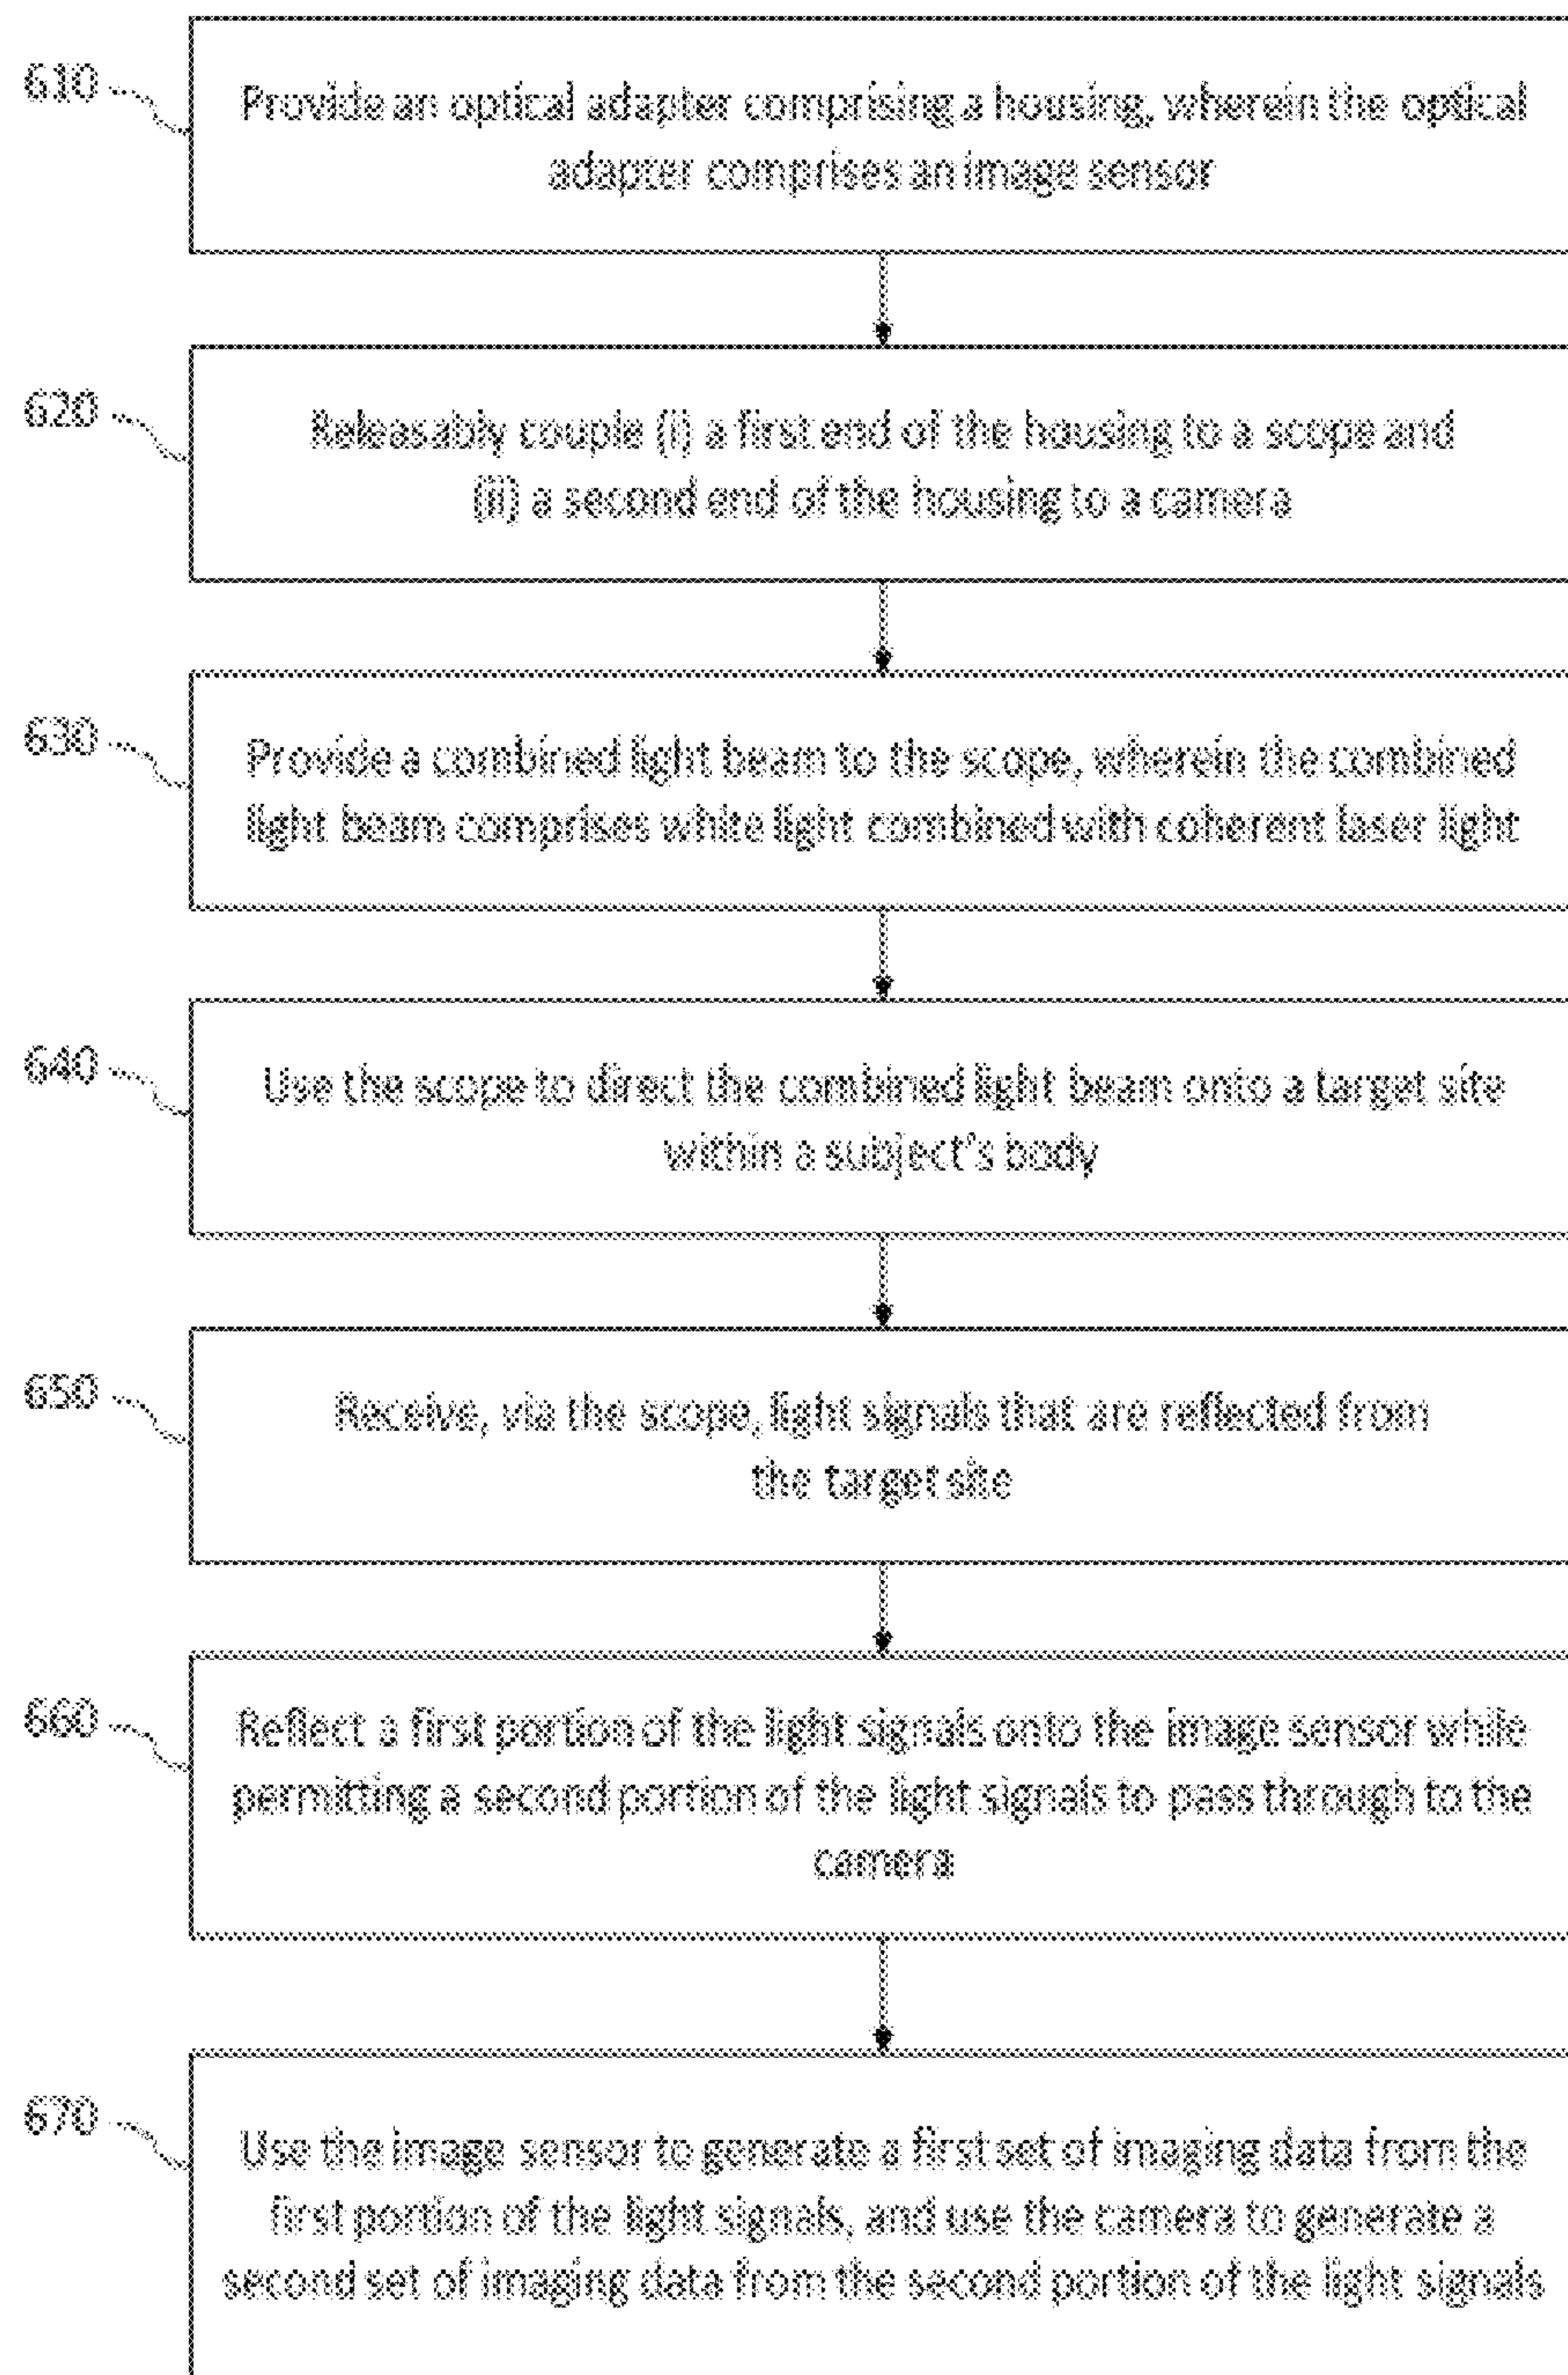 610
Provide an optical adapter comprising a housing, wherein the optical
adapter comprises an image sensor
620
Releasably couple (i) a first end of the housing to a scope and
(ii) a second end of the housing to a camera
630
Provide a combined light beam to the scope, wherein the combined
light beam comprises white light combined with coherent laser light
640
Use the scope to direct the combined light beam onto a target site
within a subject's body
650
Receive, via the scope, light signals that are reflected from
the target site
660
Reflect a first portion of the light signals onto the image sensor while
permitting a second portion of the light signals to pass through to the
camera
670
Use the image sensor to generate a first set of imaging data from the
first portion of the light signals, and use the camera to generate a
second set of imaging data from the second portion of the light signals